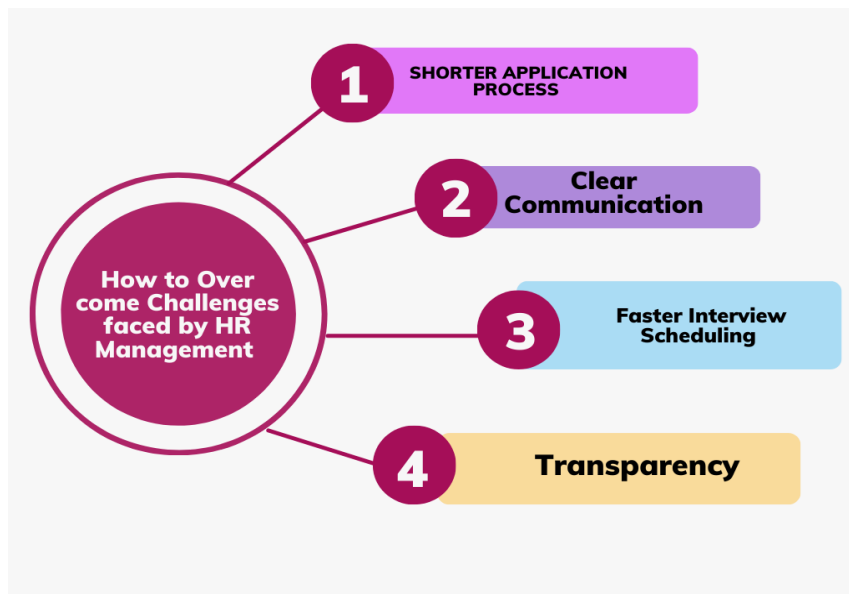 How to Over
come Challenges
faced by HR
Management
1
SHORTER APPLICATION
PROCESS
2
Clear
Communication
3
Faster Interview
Scheduling
4
Transparency